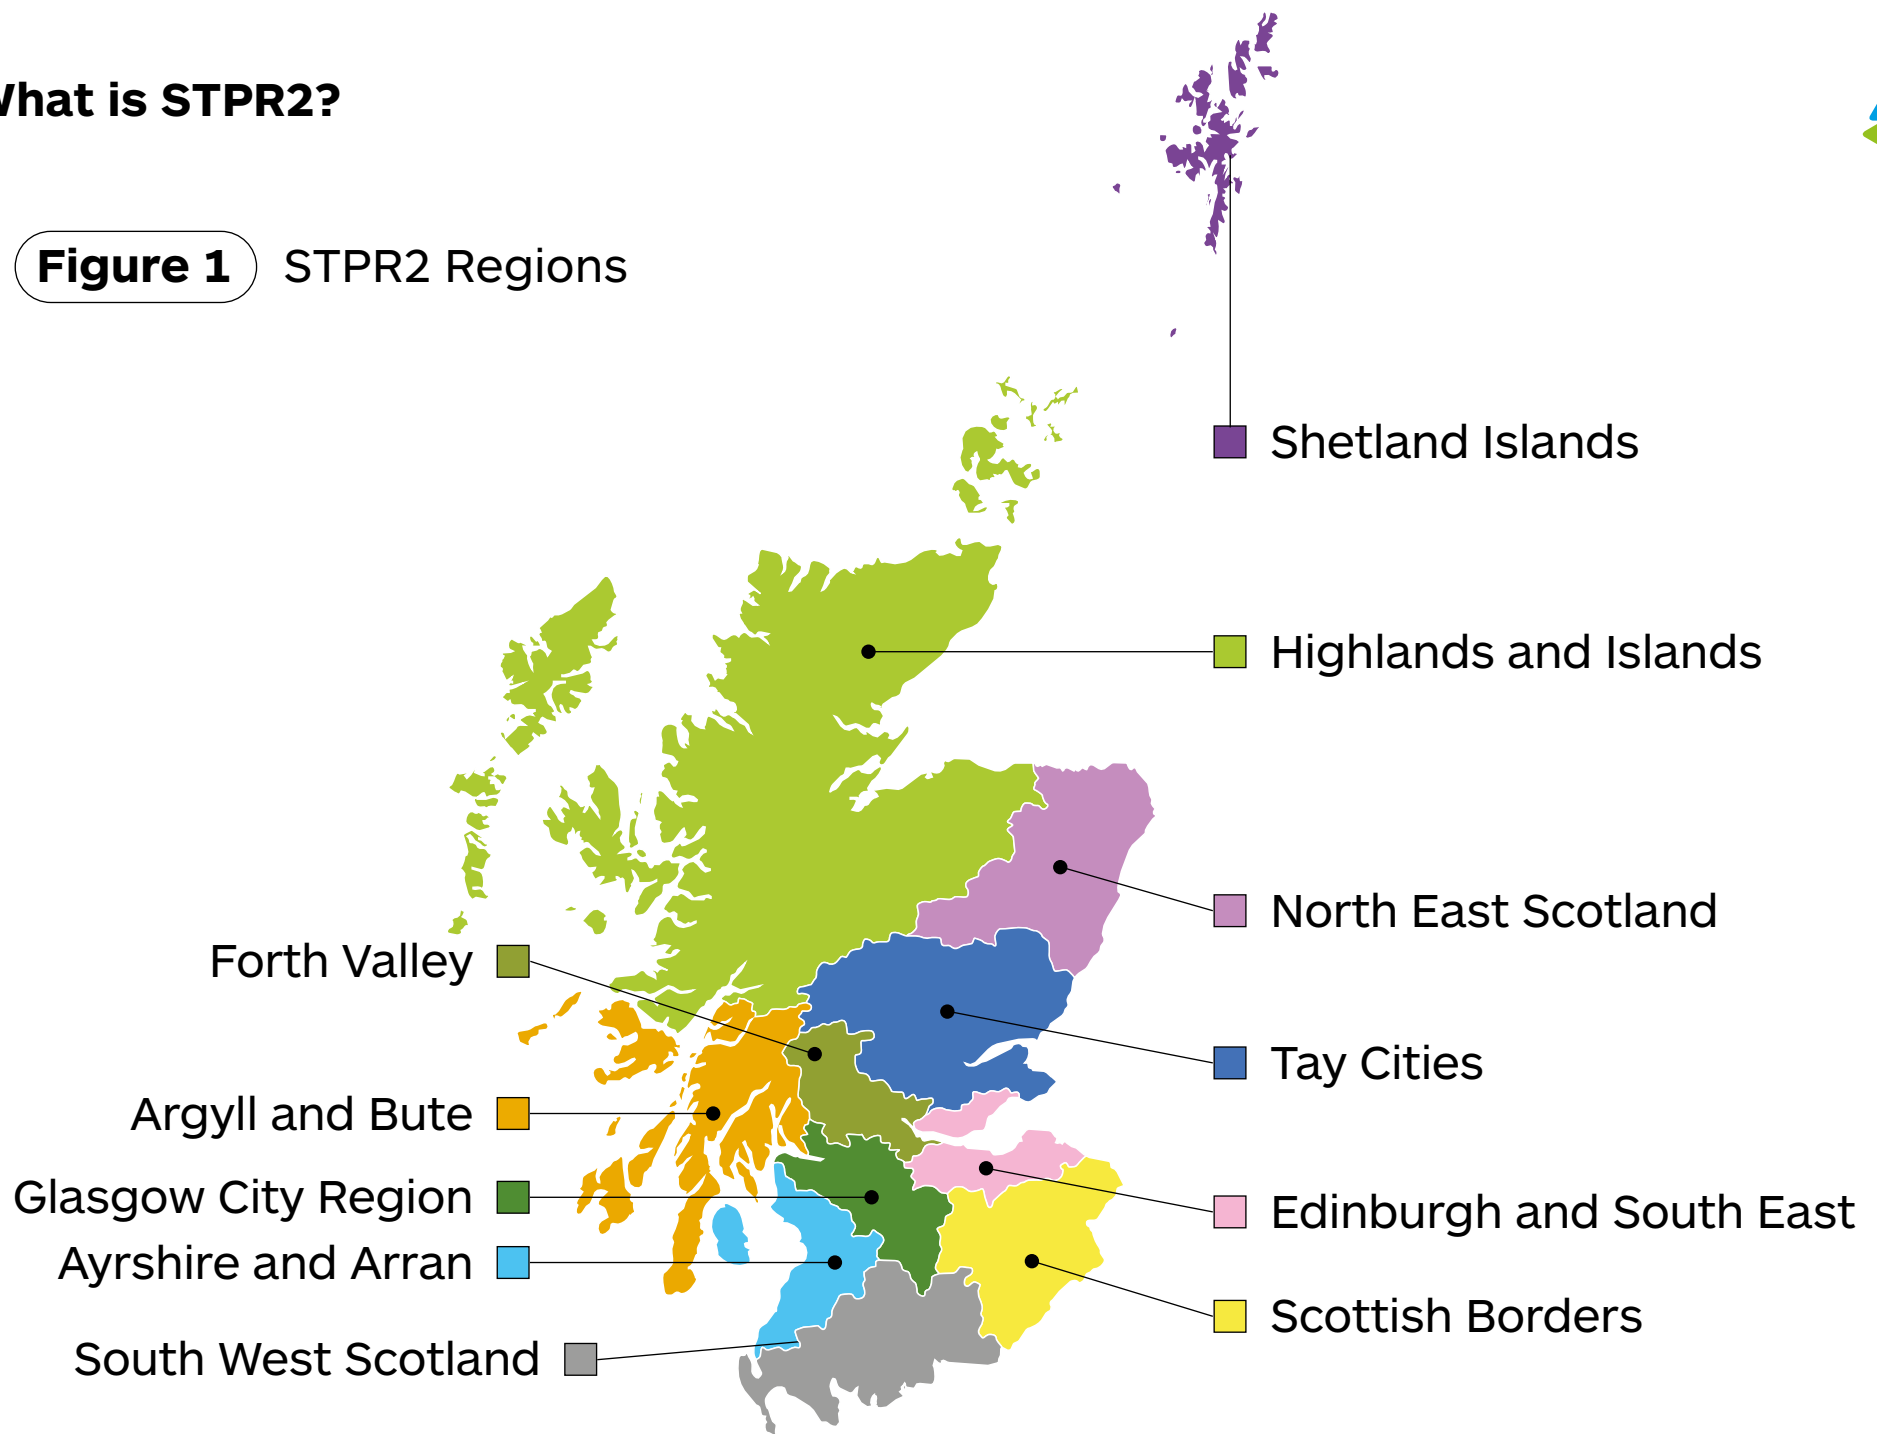 What is STPR2?
Figure 1 STPR2 Regions
Shetland Islands
Highlands and Islands
North East Scotland
Forth Valley
Tay Cities
Argyll and Bute
Glasgow City Region
Edinburgh and South East
Ayrshire and Arran
Scottish Borders
South West Scotland